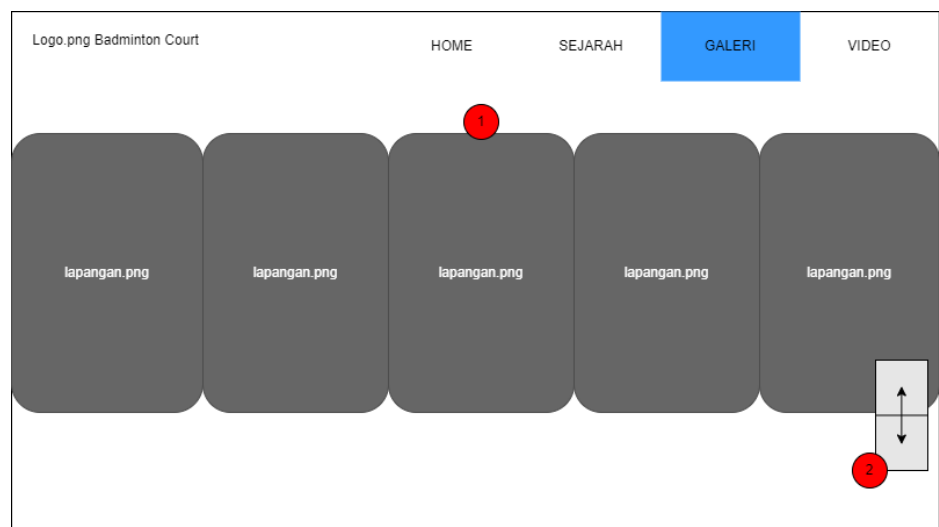 Logo.png Badminton Court
HOME
SEJARAH
GALERI
VIDEO
1
lapangan.png
lapangan.png
lapangan.png
lapangan.png
lapangan.png
2